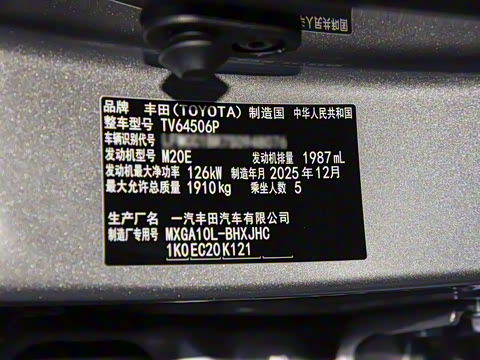 品牌 丰田(TOYOTA) 制造国 中华人民共和国
整车型号 TV64506P
车辆识别代号
发动机型号 M20E 发动机排量 1987mL
发动机最大净功率 126kW 制造年月 2025年12月
最大允许总质量 1910kg 乘坐人数 5
生产厂名 一汽丰田汽车有限公司
制造厂专用号 MXGA10L-BHXJHC
1K0EC20K121